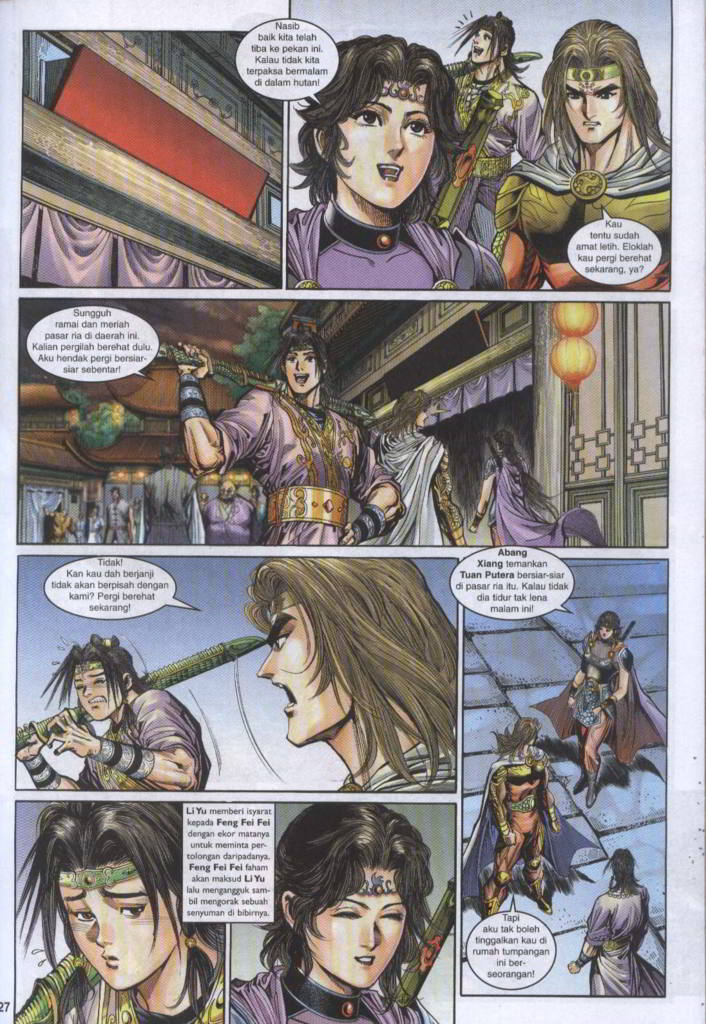 Nasib
baik kita telah
tiba ke pekan ini.
Kalau tidak kita
terpaksa bermalam
di dalam hutan!
Kau
tentu sudah
amat letih. Eloklah
kau pergi berehat
sekarang, ya?
Sungguh
ramai dan meriah
pasar ria di daerah ini.
Kalian pergilah berehat dulu.
Aku hendak pergi bersiar-
siar sebentar!
Tidak!
Kan kau dah berjanji
tidak akan berpisah dengan
kami? Pergi berehat
sekarang!
Abang
Xiang temankan
Tuan Putera bersiar-siar
di pasar ria itu. Kalau tidak
dia tidur tak lena
malam ini!
Li Yu memberi isyarat
kepada Feng Fei Fei
dengan ekor matanya
untuk meminta per-
tolongan daripadanya.
Feng Fei Fei faham
akan maksud Li Yu
lalu mengangguk sam-
bil mengorak sebuah
senyuman di bibirnya.
Tapi
aku tak boleh
tinggalkan kau di
rumah tumpangan
ini ber-
seorangan!
27